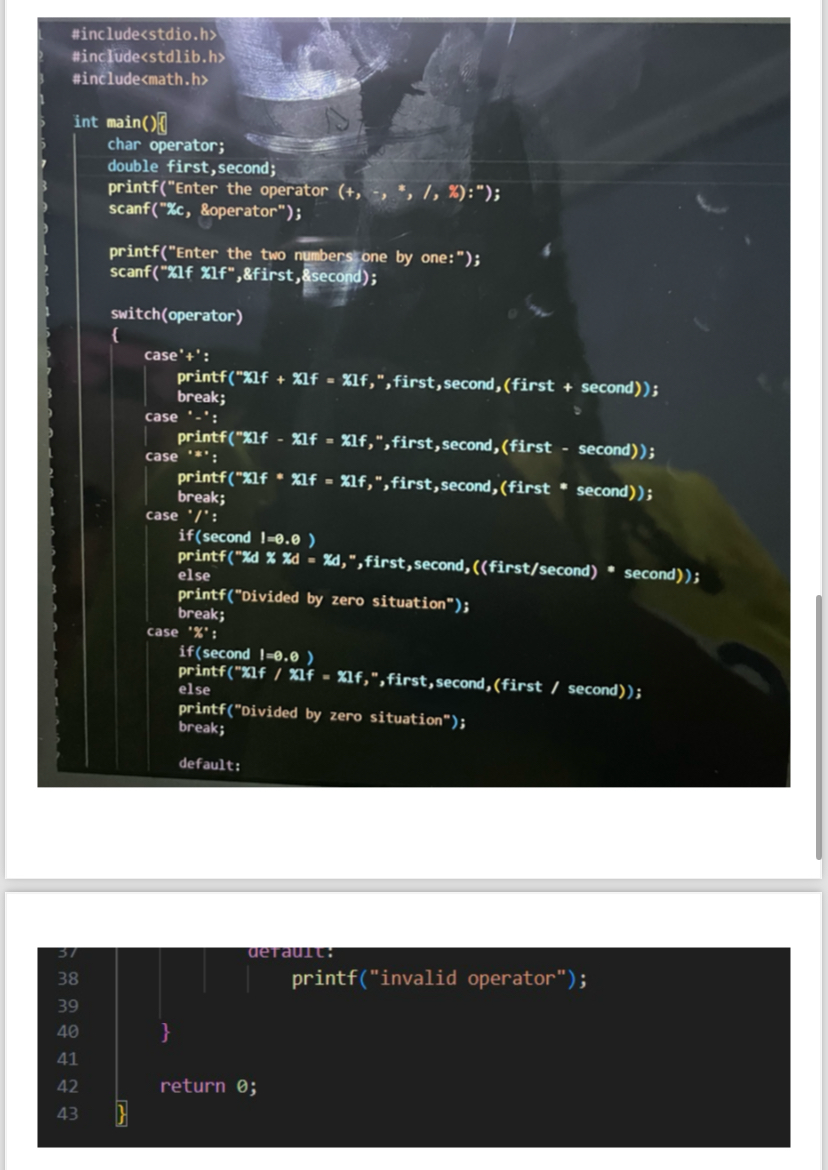 #include<stdio.h>
#include<stdlib.h>
#include<math.h>
int main(){
char operator;
double first,second;
printf("Enter the operator (+, -, *, /, %):");
scanf("%c, &operator");
printf("Enter the two numbers one by one:");
scanf("%lf %lf",&first,&second);
switch(operator)
{
case'+':
printf("%lf + %lf = %lf,",first,second,(first + second));
break;
case '-':
printf("%lf - %lf = %lf,",first,second,(first - second));
case '*':
printf("%lf * %lf = %lf,",first,second,(first * second));
break;
case '/':
if(second !=0.0 )
printf("%d % %d = %d,",first,second,((first/second) * second));
else
printf("Divided by zero situation");
break;
case '%':
if(second !=0.0 )
printf("%lf / %lf = %lf,",first,second,(first / second));
else
printf("Divided by zero situation");
break;
default:
37 default:
38 printf("invalid operator");
39
40 }
41
42 return 0;
43 }